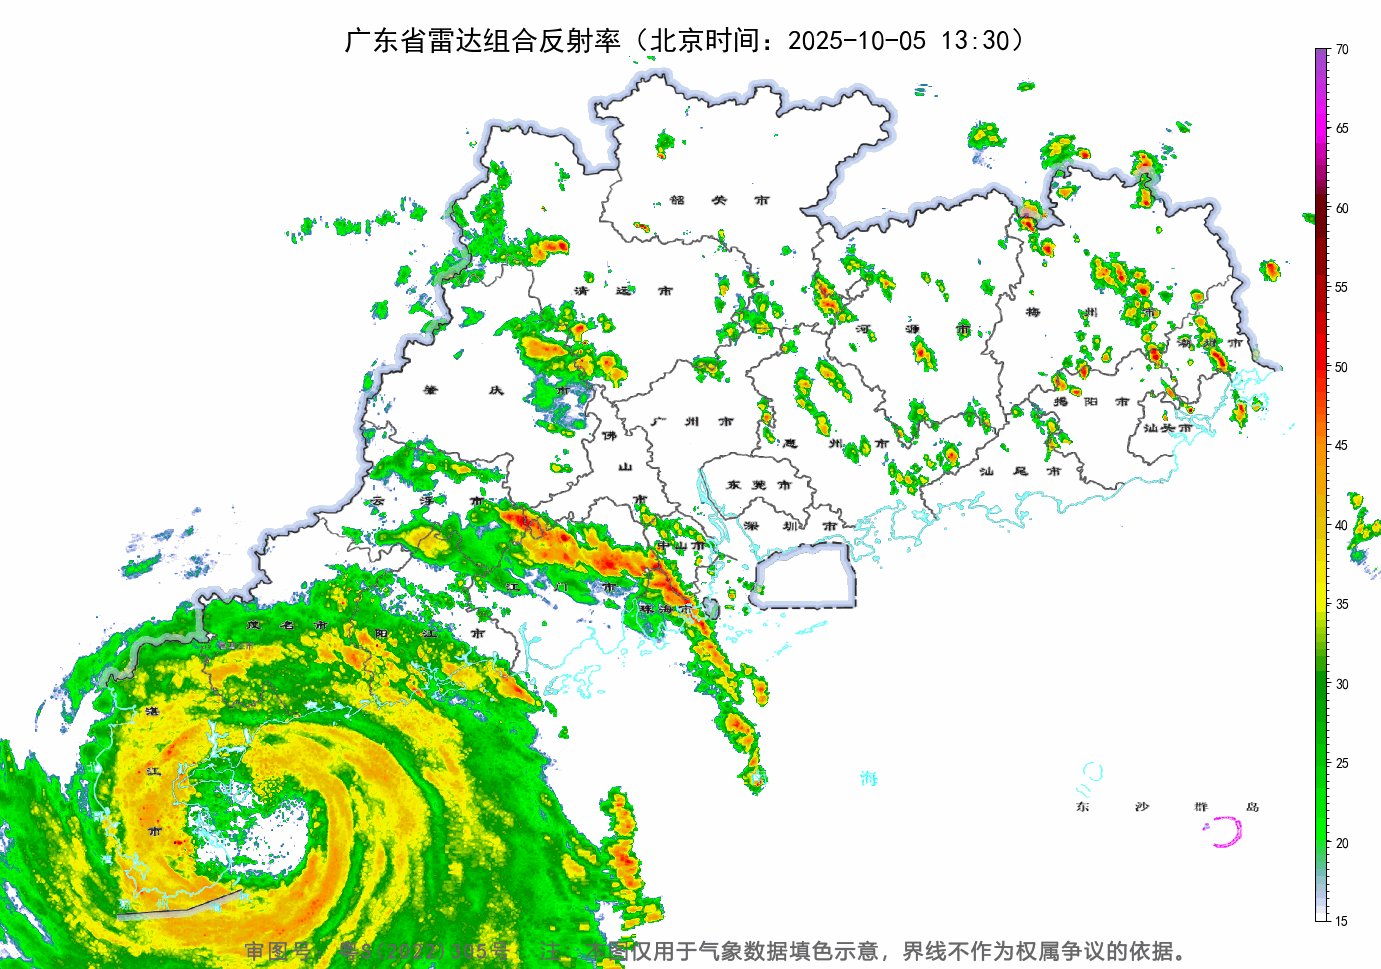 广东省雷达组合反射率（北京时间：2025-10-05 13:30）
70
65
60
55
50
45
40
35
30
25
20
15
韶关市
清远市
河源市
梅州市
潮州市
肇庆市
广州市
惠州市
揭阳市
汕头市
佛山市
东莞市
汕尾市
云浮市
深圳市
中山市
江门市
珠海市
茂名市
阳江市
湛江市
海
东沙群岛
审图号：粤S(2022)305号 注：本图仅用于气象数据填色示意，界线不作为权属争议的依据。